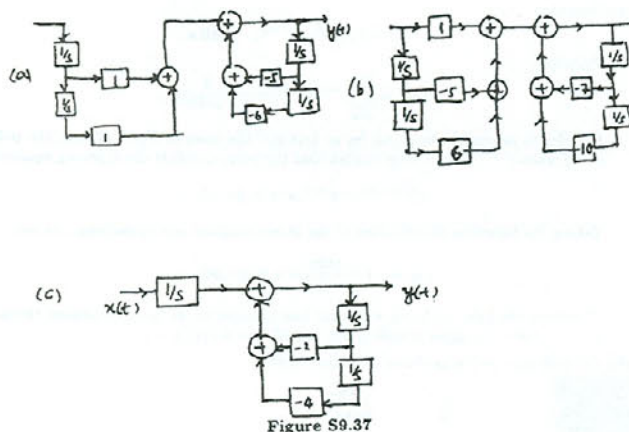 (a)
1/s
1/s
1
1
+
+
y(t)
+
1/s
-5
1/s
-6
(b)
1
+
+
1/s
1/s
-5
+
+
-7
1/s
1/s
6
-10
(c)
x(t)
1/s
+
y(t)
1/s
+
-2
1/s
-4
Figure S9.37